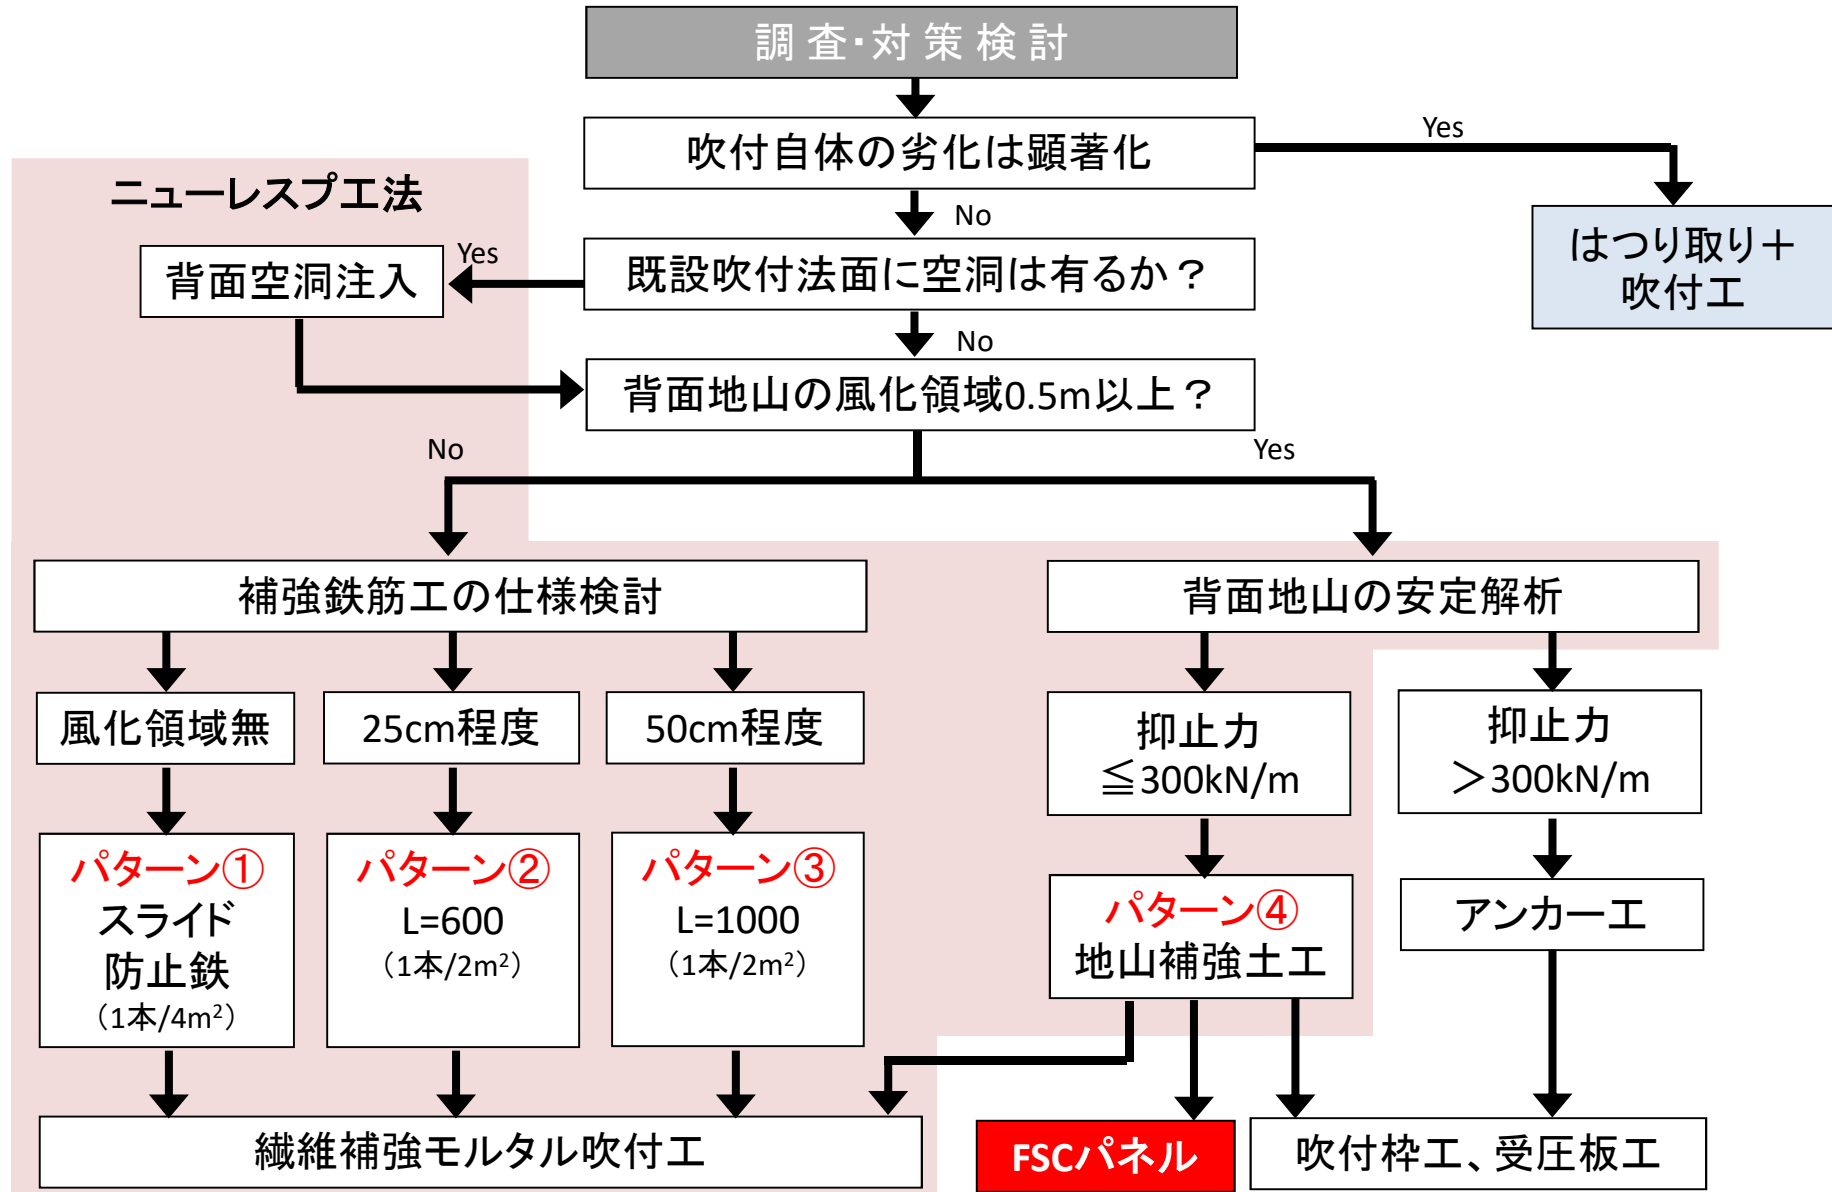 調査・対策検討
吹付自体の劣化は顕著化
Yes
No
ニューレスプ工法
はつり取り＋
吹付工
既設吹付法面に空洞は有るか？
Yes
背面空洞注入
No
背面地山の風化領域0.5m以上？
No
Yes
補強鉄筋工の仕様検討
背面地山の安定解析
風化領域無
25cm程度
50cm程度
抑止力
≦300kN/m
抑止力
＞300kN/m
パターン①
スライド
防止鉄
（1本/4m²）
パターン②
L=600
（1本/2m²）
パターン③
L=1000
（1本/2m²）
パターン④
地山補強土工
アンカー工
繊維補強モルタル吹付工
FSCパネル
吹付枠工、受圧板工